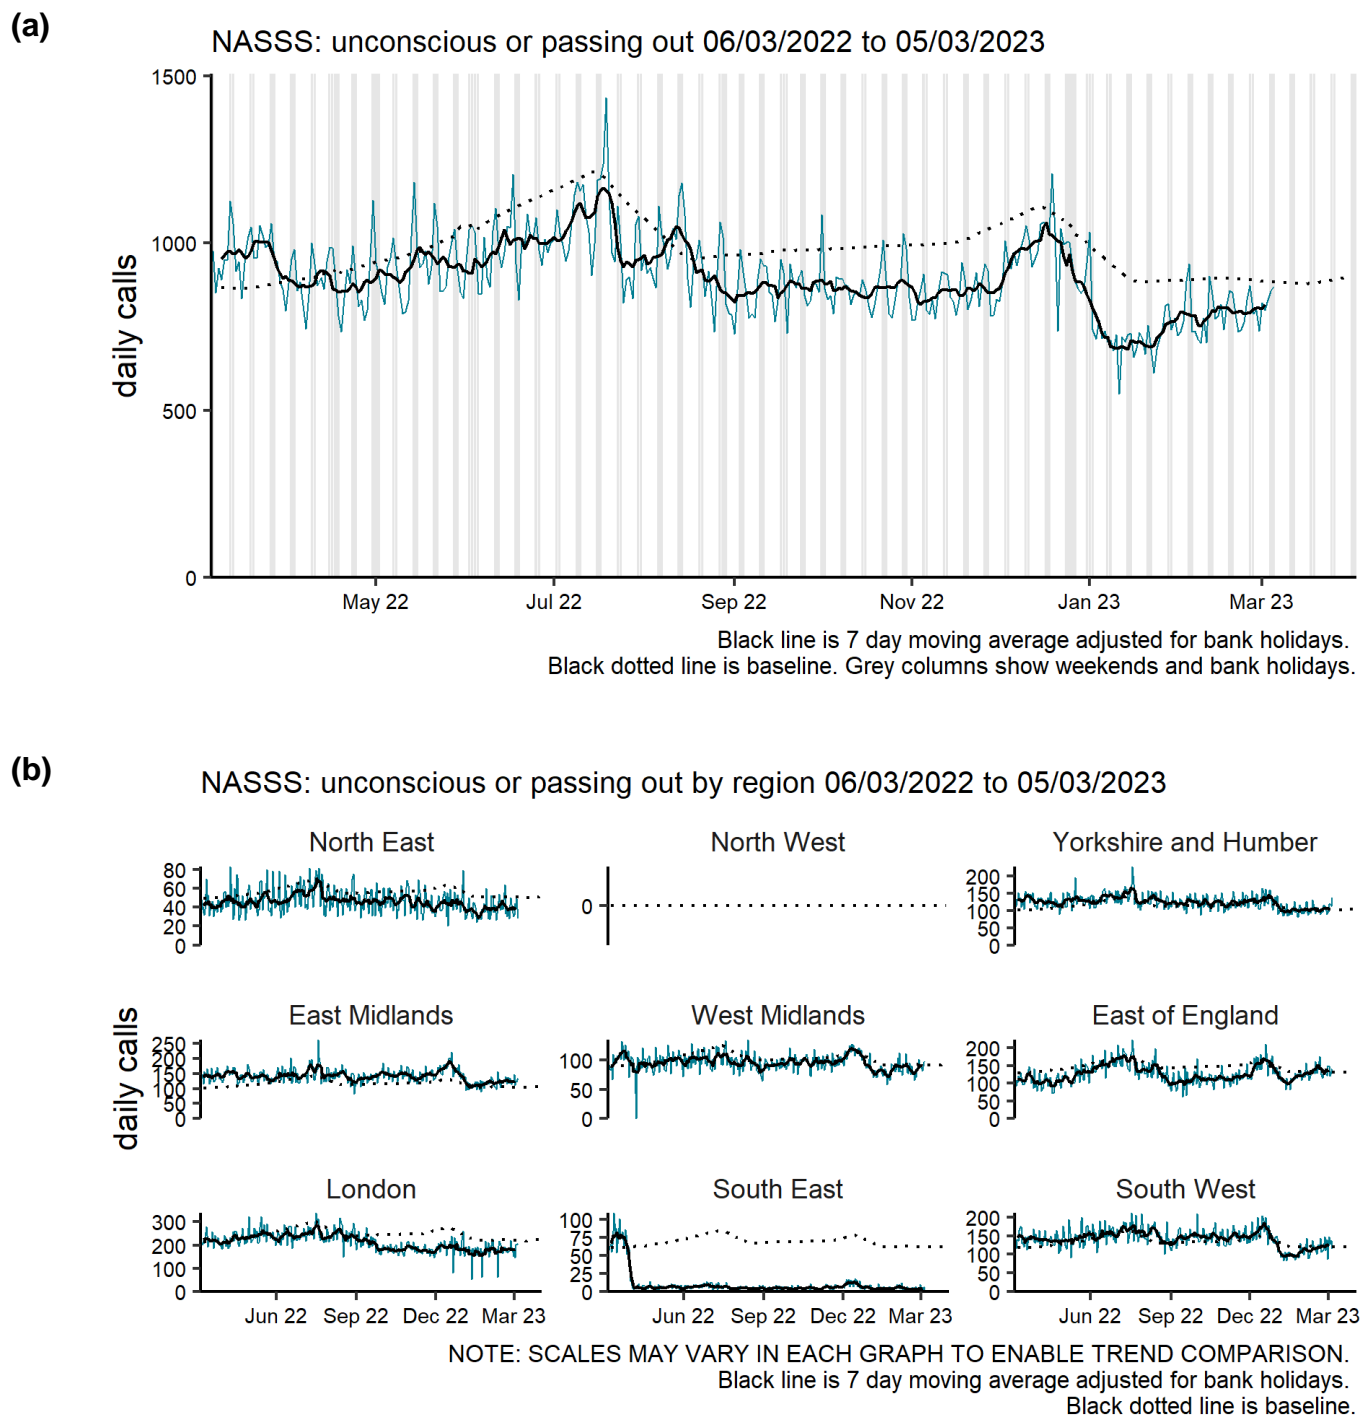 (a)
NASSS: unconscious or passing out 06/03/2022 to 05/03/2023
1500
1000
500
0
daily calls
May 22 Jul 22 Sep 22 Nov 22 Jan 23 Mar 23
Black line is 7 day moving average adjusted for bank holidays.
Black dotted line is baseline. Grey columns show weekends and bank holidays.
(b)
NASSS: unconscious or passing out by region 06/03/2022 to 05/03/2023
daily calls
North East
80
60
40
20
0
North West
0
Yorkshire and Humber
200
150
100
50
0
East Midlands
250
200
150
100
50
0
West Midlands
100
50
0
East of England
200
150
100
50
0
London
300
200
100
0
South East
100
75
50
25
0
South West
200
150
100
50
0
Jun 22 Sep 22 Dec 22 Mar 23
Jun 22 Sep 22 Dec 22 Mar 23
Jun 22 Sep 22 Dec 22 Mar 23
NOTE: SCALES MAY VARY IN EACH GRAPH TO ENABLE TREND COMPARISON.
Black line is 7 day moving average adjusted for bank holidays.
Black dotted line is baseline.